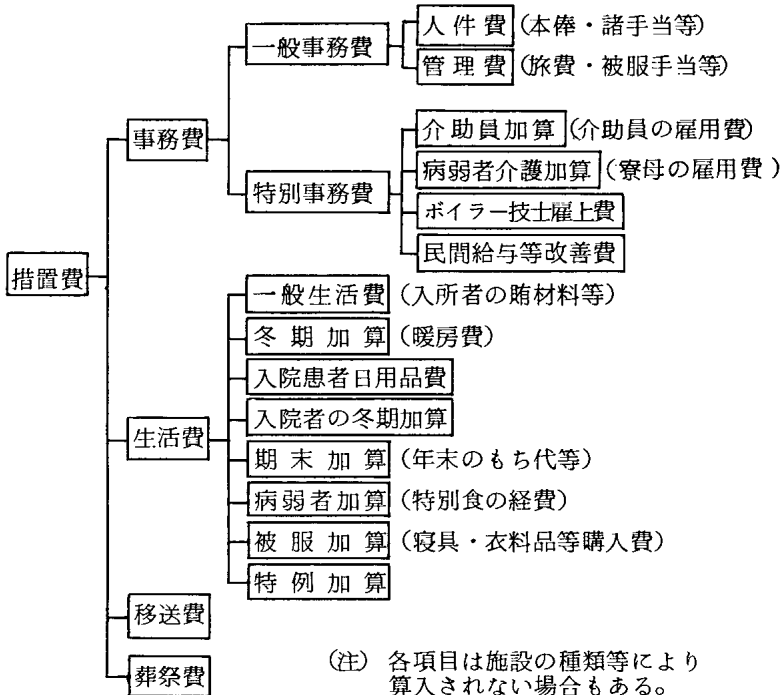 措置費
事務費
一般事務費
人件費（本俸・諸手当等）
管理費（旅費・被服手当等）
特別事務費
介助員加算（介助員の雇用費）
病弱者介護加算（寮母の雇用費）
ボイラー技士雇上費
民間給与等改善費
生活費
一般生活費（入所者の賄材料等）
冬期加算（暖房費）
入院患者日用品費
入院者の冬期加算
期末加算（年末のもち代等）
病弱者加算（特別食の経費）
被服加算（寝具・衣料品等購入費）
特例加算
移送費
葬祭費
（注）各項目は施設の種類等により
算入されない場合もある。